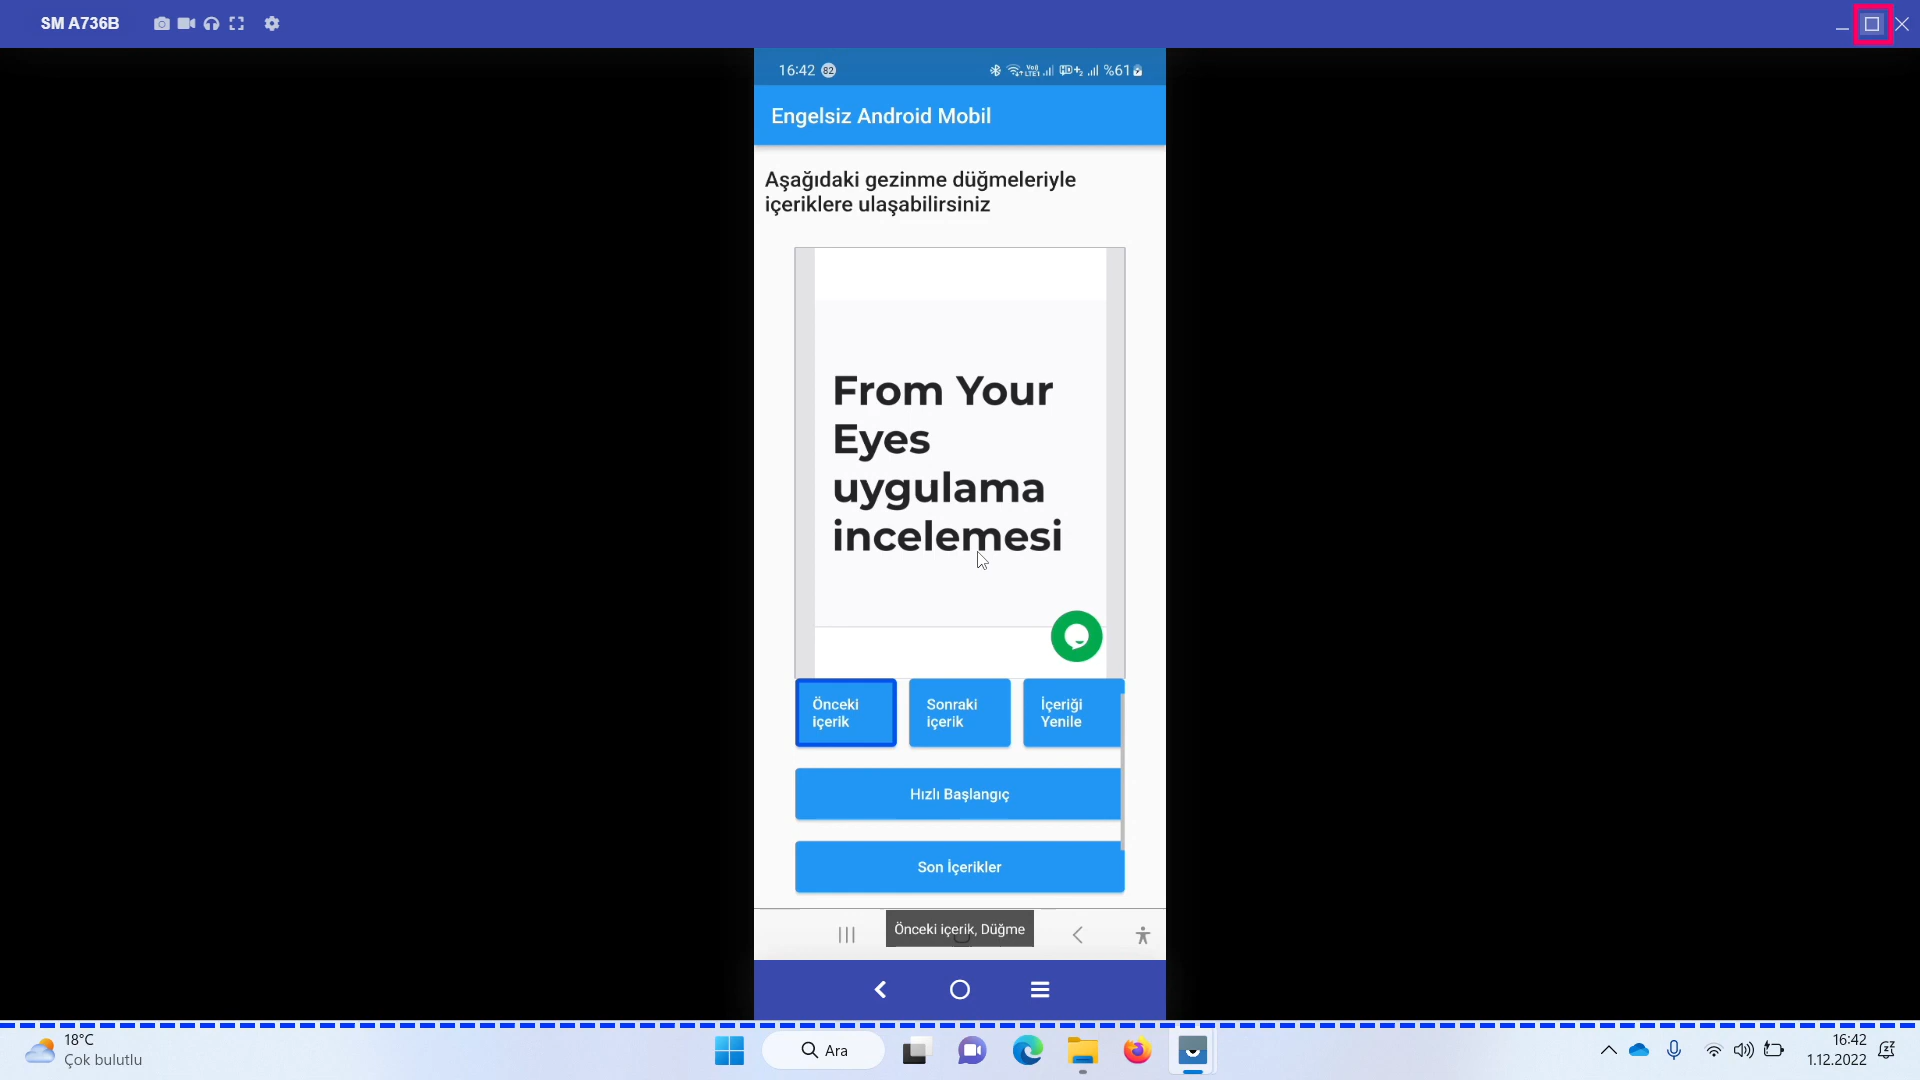 SM A736B
16:42 82
%61
Engelsiz Android Mobil
Aşağıdaki gezinme düğmeleriyle
içeriklere ulaşabilirsiniz
From Your
Eyes
uygulama
incelemesi
Önceki
içerik
Sonraki
içerik
İçeriği
Yenile
Hızlı Başlangıç
Son İçerikler
Önceki içerik, Düğme
18°C
Çok bulutlu
Ara
16:42
1.12.2022